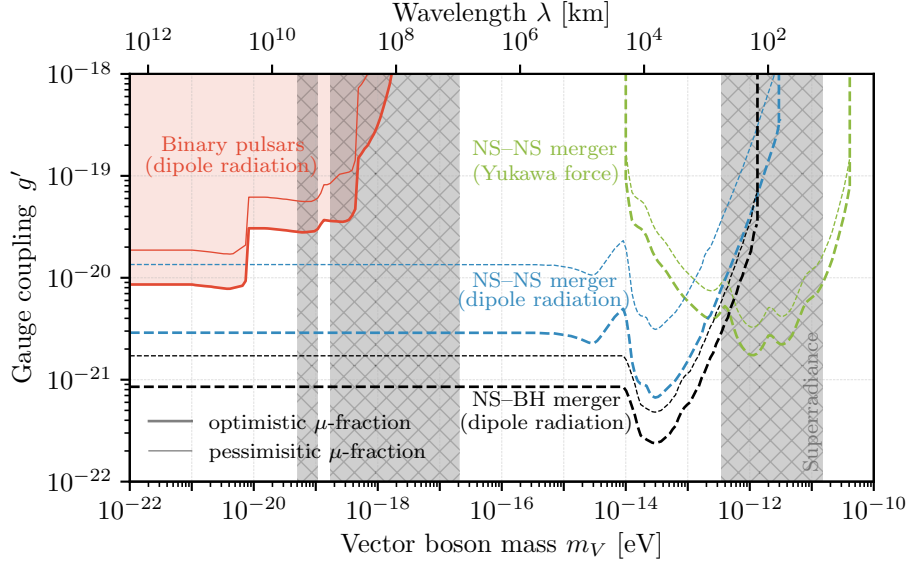 Wavelength λ [km]
10^12 10^10 10^8 10^6 10^4 10^2
10^−18
10^−19
10^−20
10^−21
10^−22
Gauge coupling g′
Binary pulsars
(dipole radiation)
NS–NS merger
(Yukawa force)
NS–NS merger
(dipole radiation)
NS–BH merger
(dipole radiation)
Superradiance
optimistic μ-fraction
pessimisitic μ-fraction
10^−22 10^−20 10^−18 10^−16 10^−14 10^−12 10^−10
Vector boson mass m_V [eV]